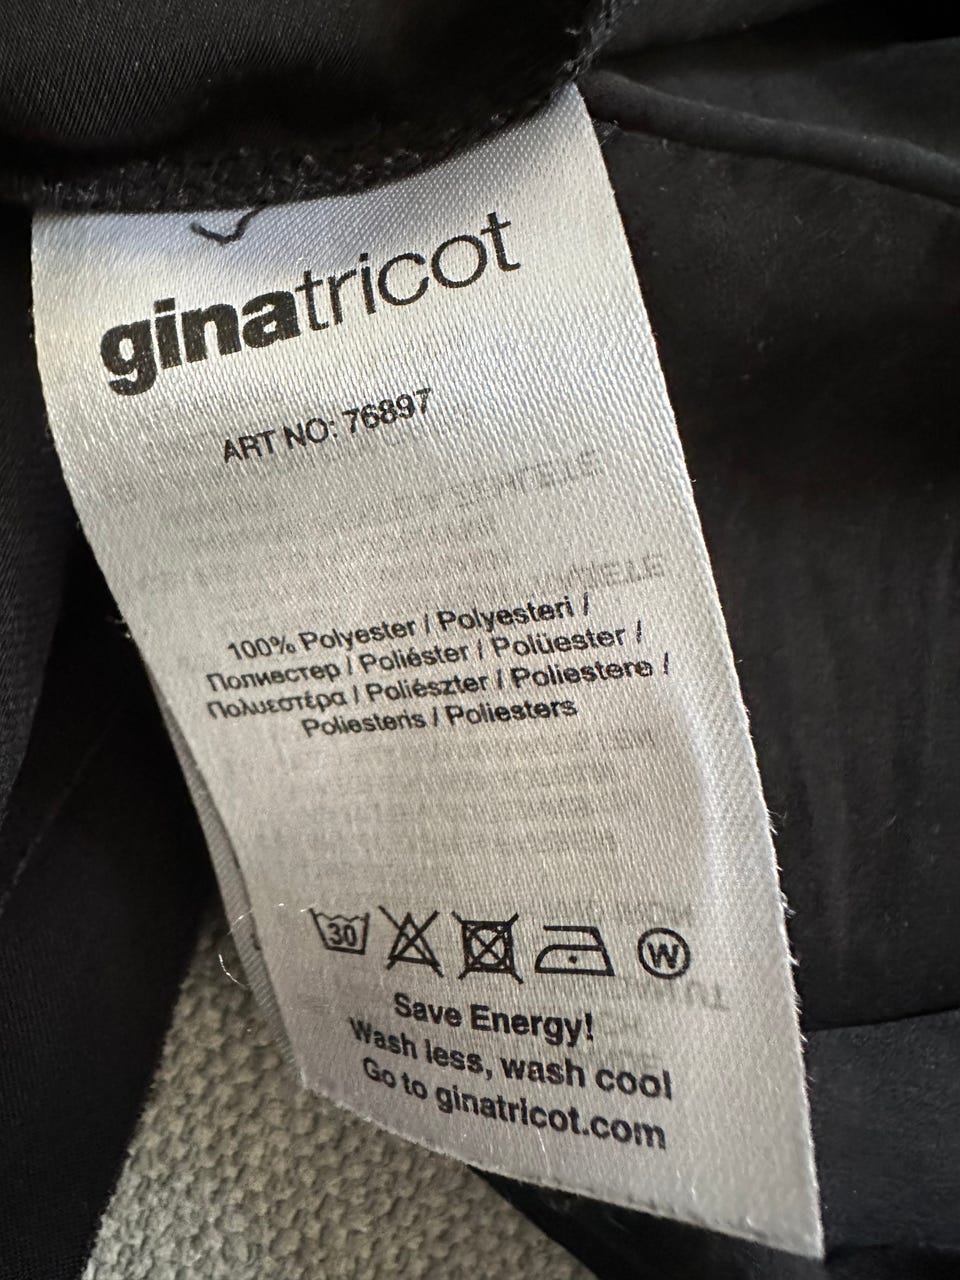 ginatricot
ART NO: 76897
100% Polyester / Polyesteri /
Полиестер / Poliéster / Polüester /
Πολυεστέρα / Poliészter / Poliestere /
Poliesteris / Poliesters
30
W
Save Energy!
Wash less, wash cool
Go to ginatricot.com